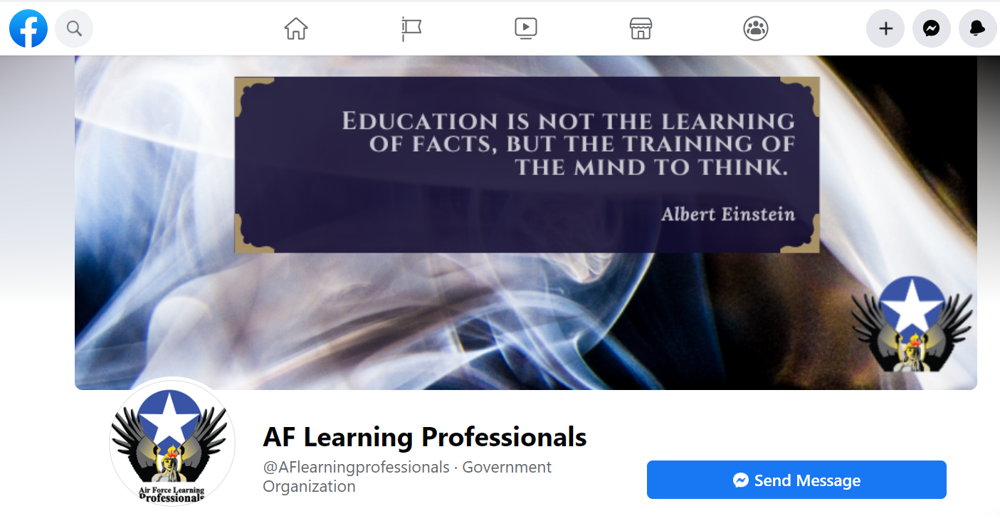 EDUCATION IS NOT THE LEARNING
OF FACTS, BUT THE TRAINING OF
THE MIND TO THINK.
Albert Einstein
Air Force Learning
Professionals
AF Learning Professionals
@AFlearningprofessionals · Government
Organization
Send Message